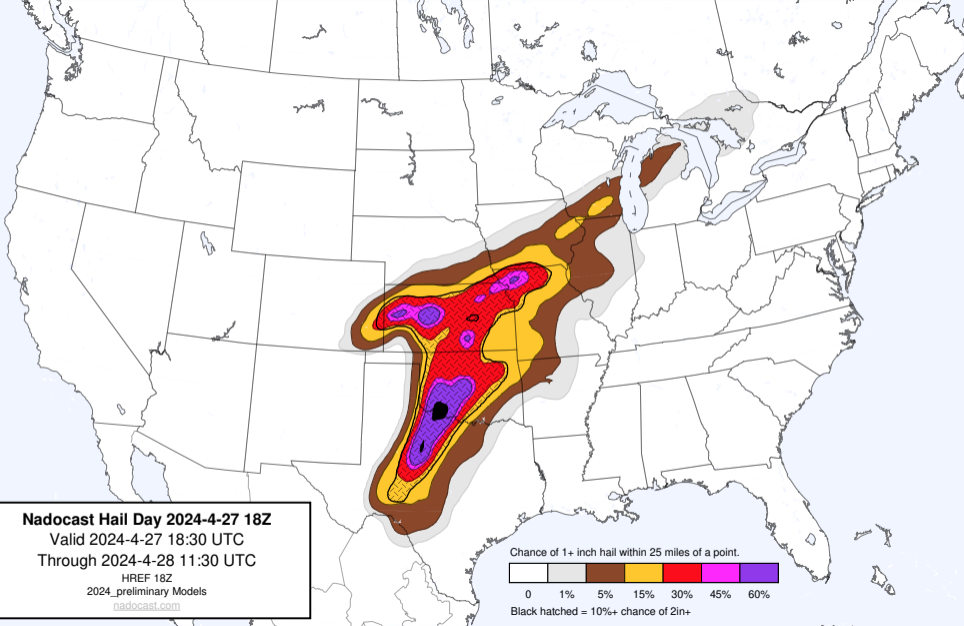 Nadocast Hail Day 2024-4-27 18Z
Valid 2024-4-27 18:30 UTC
Through 2024-4-28 11:30 UTC
HREF 18Z
2024_preliminary Models
nadocast.com
Chance of 1+ inch hail within 25 miles of a point.
0 1% 5% 15% 30% 45% 60%
Black hatched = 10%+ chance of 2in+